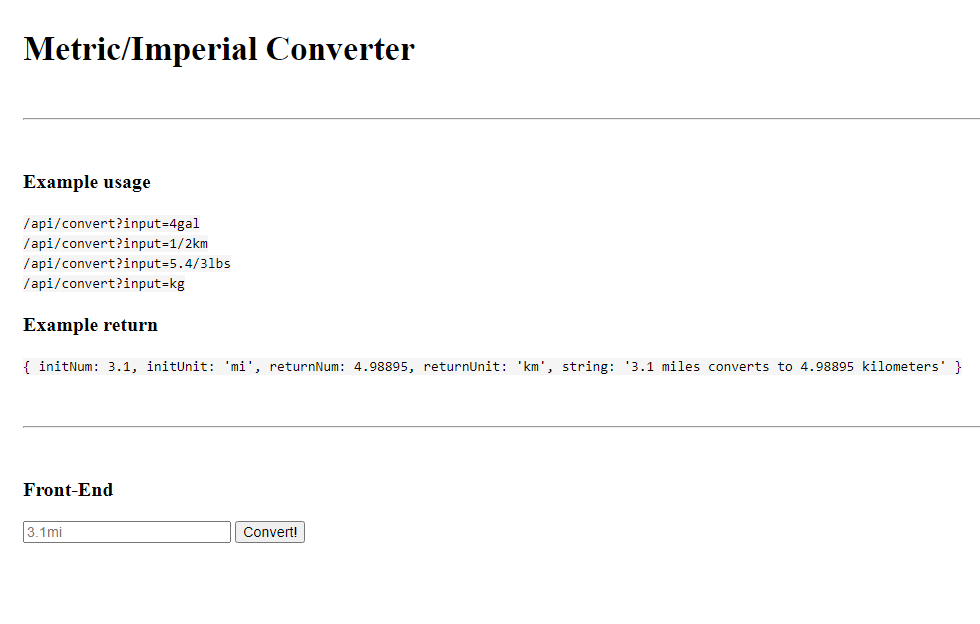 Metric/Imperial Converter
Example usage
/api/convert?input=4gal
/api/convert?input=1/2km
/api/convert?input=5.4/3lbs
/api/convert?input=kg
Example return
{ initNum: 3.1, initUnit: 'mi', returnNum: 4.98895, returnUnit: 'km', string: '3.1 miles converts to 4.98895 kilometers' }
Front-End
3.1mi Convert!